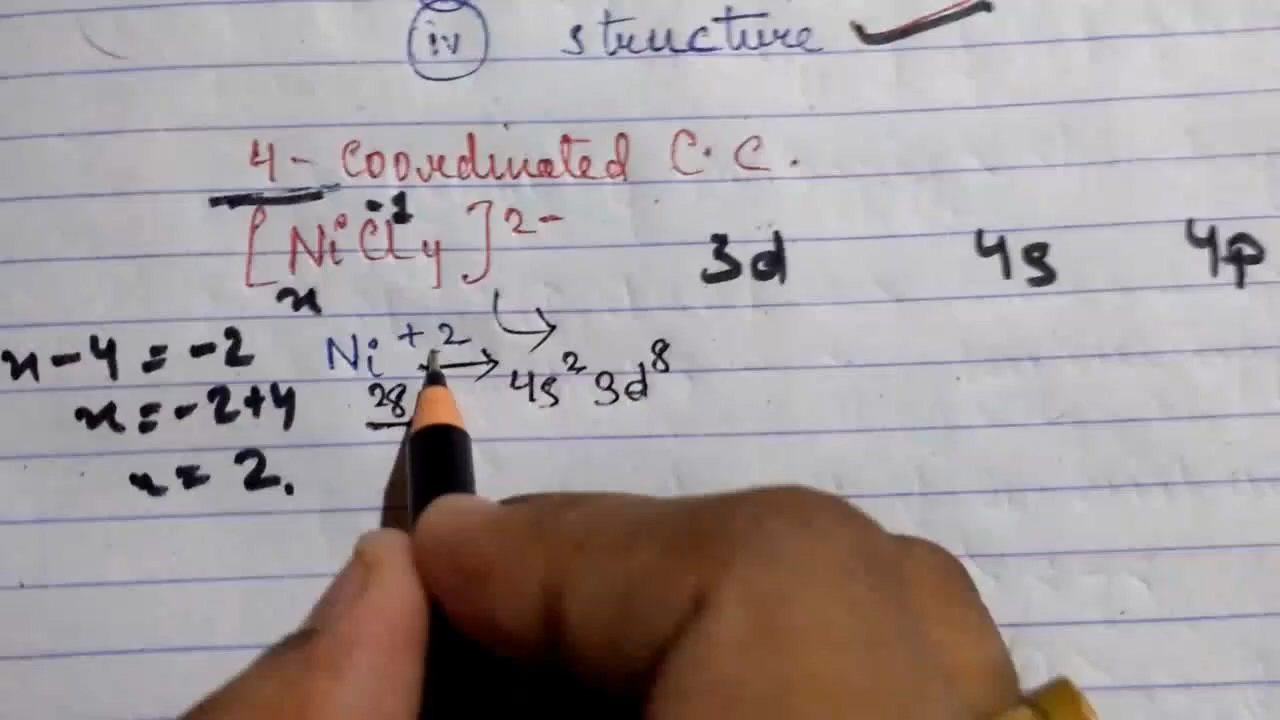 iv structure
4- Coordinated C.C.
-1
[NiCl4]2-
x
3d 4s 4p
x-4=-2
x=-2+4
x= 2.
Ni+2 → 4s2 3d8
28